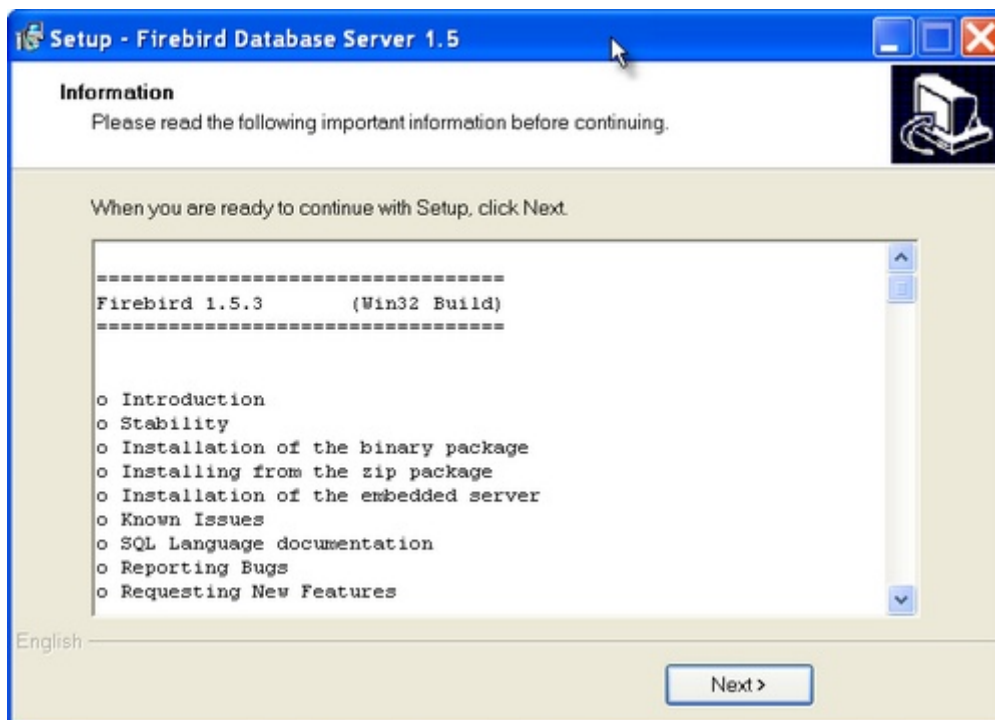 Setup - Firebird Database Server 1.5
Information
Please read the following important information before continuing.
When you are ready to continue with Setup, click Next.
==================================
Firebird 1.5.3       (Win32 Build)
==================================
o Introduction
o Stability
o Installation of the binary package
o Installing from the zip package
o Installation of the embedded server
o Known Issues
o SQL Language documentation
o Reporting Bugs
o Requesting New Features
English
Next >